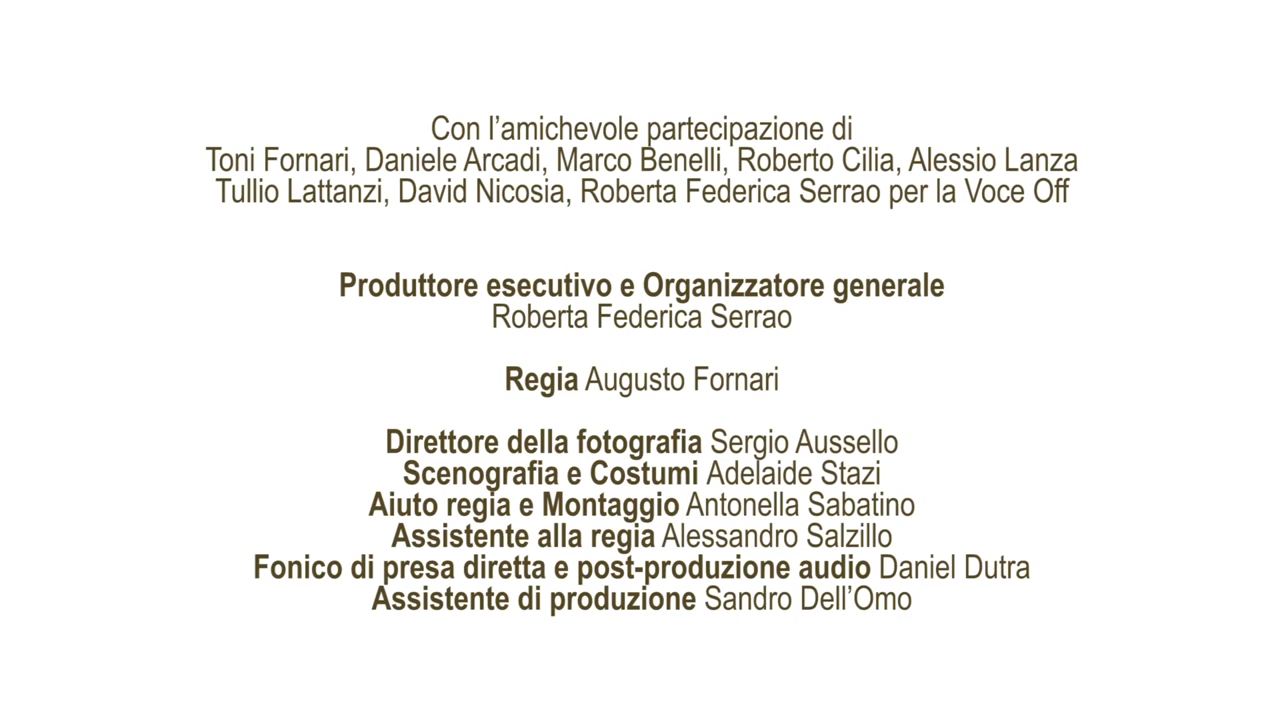 Con l’amichevole partecipazione di
Toni Fornari, Daniele Arcadi, Marco Benelli, Roberto Cilia, Alessio Lanza
Tullio Lattanzi, David Nicosia, Roberta Federica Serrao per la Voce Off
Produttore esecutivo e Organizzatore generale
Roberta Federica Serrao
Regia Augusto Fornari
Direttore della fotografia Sergio Aussello
Scenografia e Costumi Adelaide Stazi
Aiuto regia e Montaggio Antonella Sabatino
Assistente alla regia Alessandro Salzillo
Fonico di presa diretta e post-produzione audio Daniel Dutra
Assistente di produzione Sandro Dell’Omo